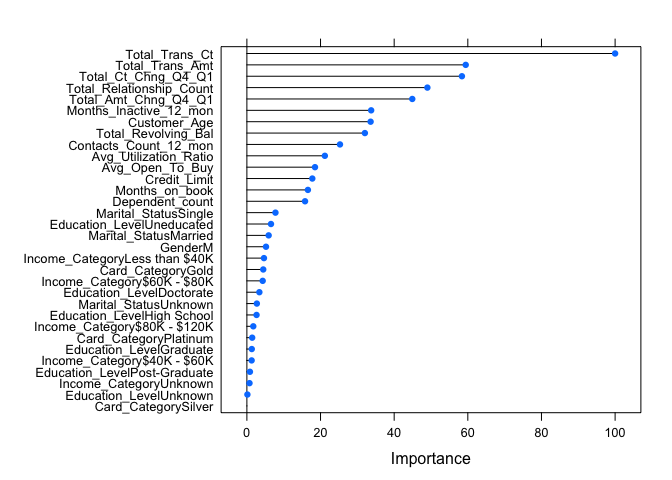 Total_Trans_Ct
Total_Trans_Amt
Total_Ct_Chng_Q4_Q1
Total_Relationship_Count
Total_Amt_Chng_Q4_Q1
Months_Inactive_12_mon
Customer_Age
Total_Revolving_Bal
Contacts_Count_12_mon
Avg_Utilization_Ratio
Avg_Open_To_Buy
Credit_Limit
Months_on_book
Dependent_count
Marital_StatusSingle
Education_LevelUneducated
Marital_StatusMarried
GenderM
Income_CategoryLess than $40K
Card_CategoryGold
Income_Category$60K - $80K
Education_LevelDoctorate
Marital_StatusUnknown
Education_LevelHigh School
Income_Category$80K - $120K
Card_CategoryPlatinum
Education_LevelGraduate
Income_Category$40K - $60K
Education_LevelPost-Graduate
Income_CategoryUnknown
Education_LevelUnknown
Card_CategorySilver
0 20 40 60 80 100
Importance